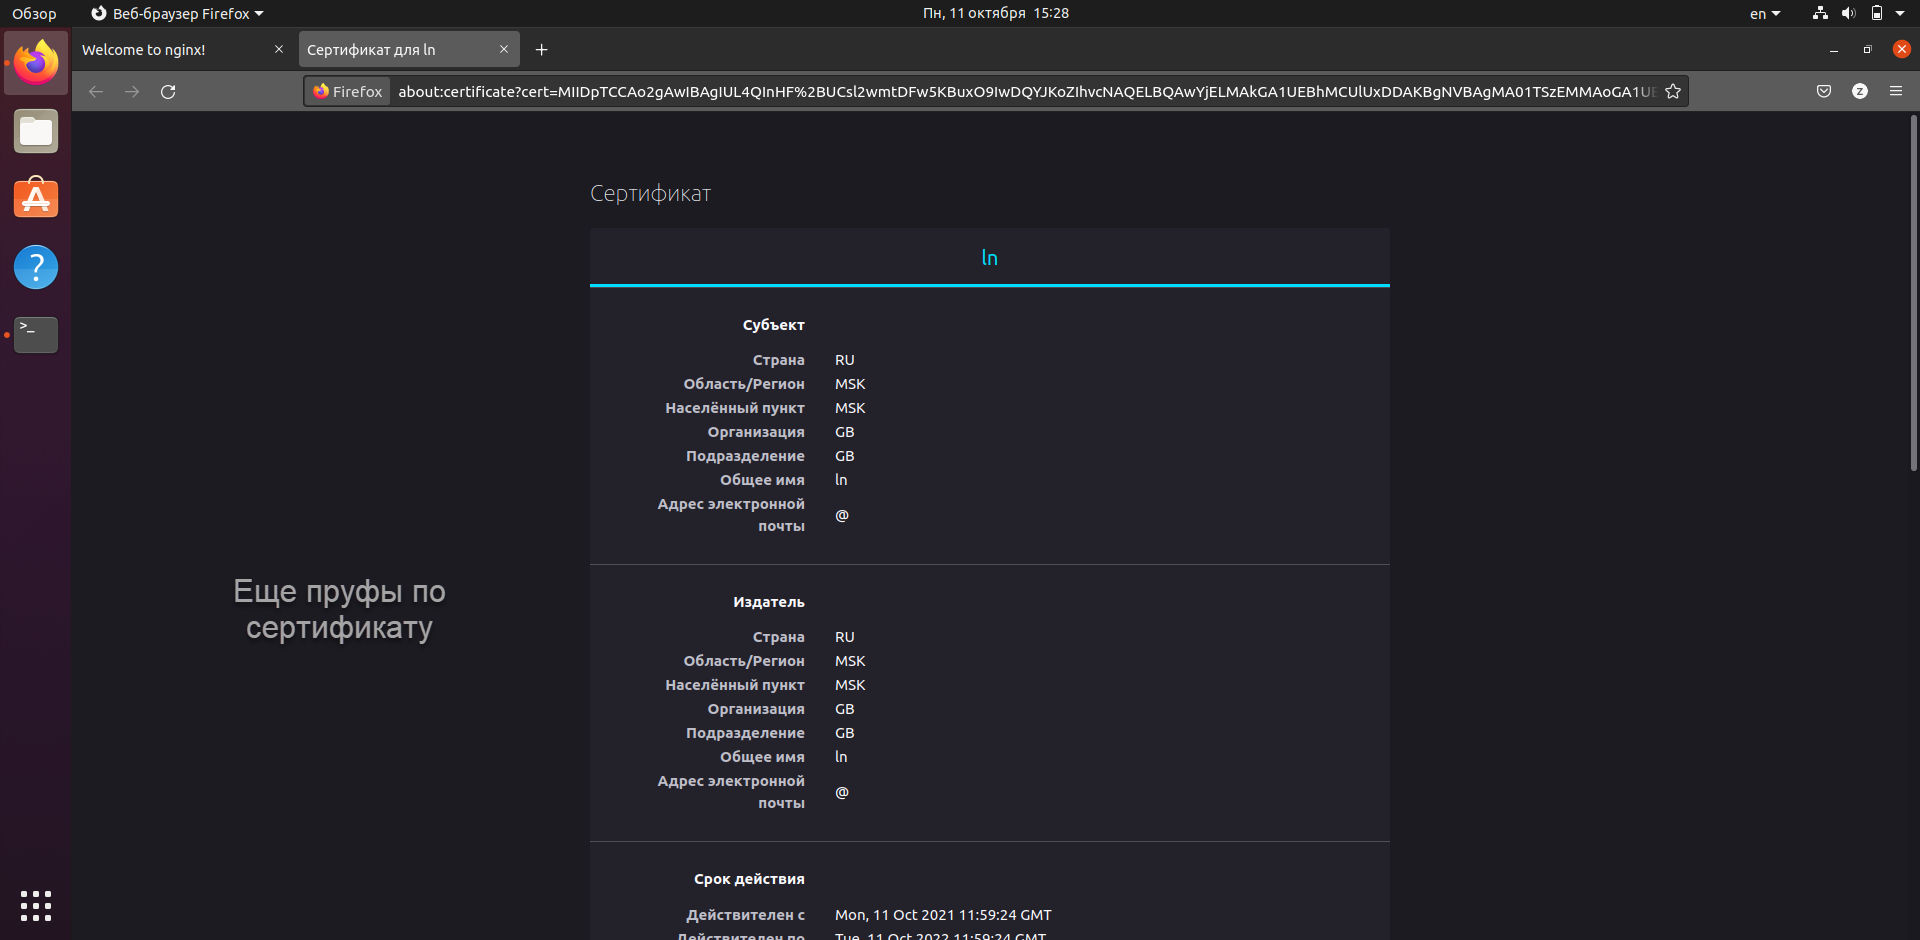 Обзор
Веб-браузер Firefox
Пн, 11 октября 15:28
en
Welcome to nginx!
Сертификат для ln
Firefox
about:certificate?cert=MIIDpTCCAo2gAwIBAgIUL4QInHF%2BUCsl2wmtDFw5KBuxO9IwDQYJKoZIhvcNAQELBQAwYjELMAkGA1UEBhMCUlUxDDAKBgNVBAgMA01TSzEMMAoGA1UE
Z
Сертификат
ln
Субъект
Страна RU
Область/Регион MSK
Населённый пункт MSK
Организация GB
Подразделение GB
Общее имя ln
Адрес электронной
почты @
Еще пруфы по
сертификату
Издатель
Страна RU
Область/Регион MSK
Населённый пункт MSK
Организация GB
Подразделение GB
Общее имя ln
Адрес электронной
почты @
Срок действия
Действителен с Mon, 11 Oct 2021 11:59:24 GMT
Действителен по Tue, 11 Oct 2022 11:59:24 GMT